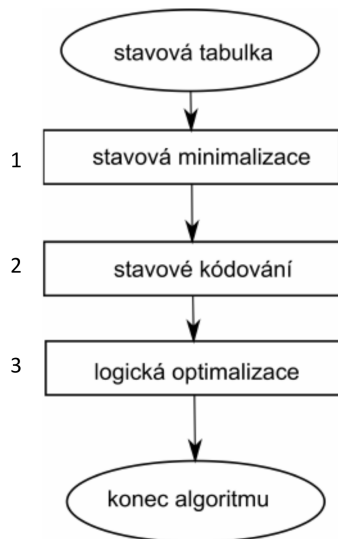 stavová tabulka
1
stavová minimalizace
2
stavové kódování
3
logická optimalizace
konec algoritmu